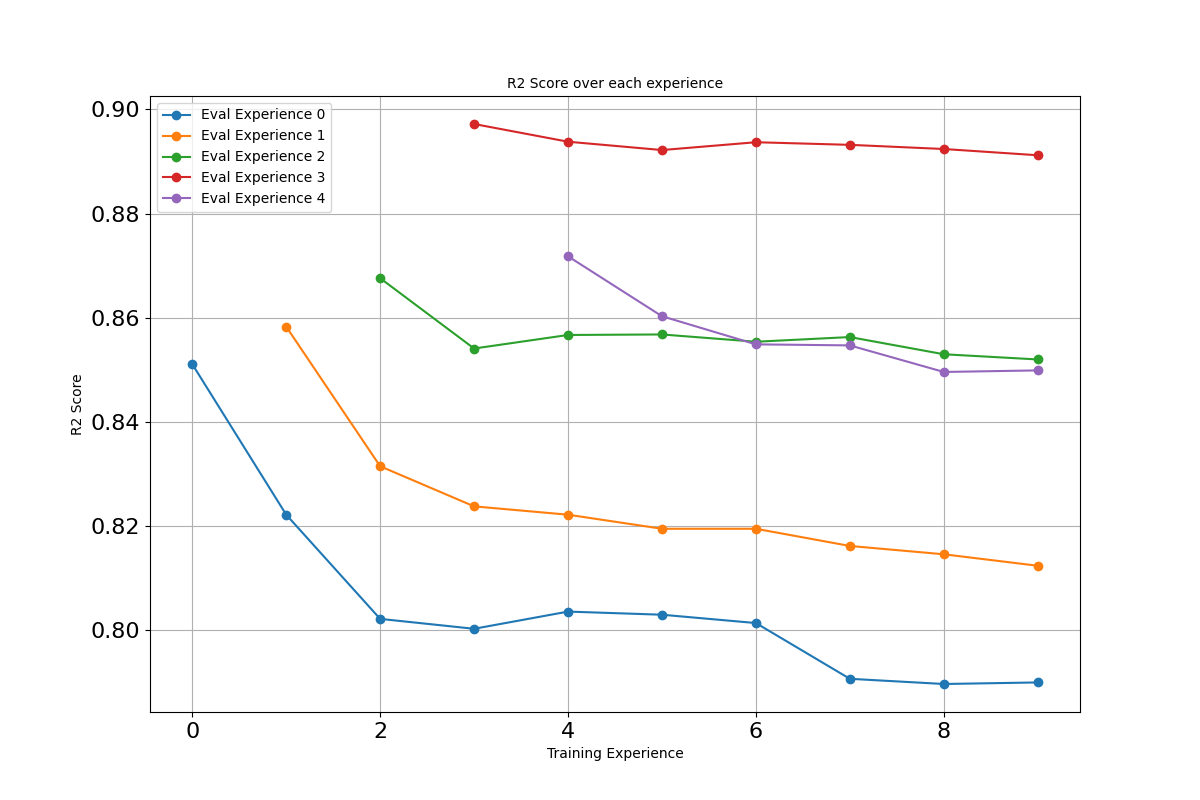 R2 Score over each experience
Eval Experience 0
Eval Experience 1
Eval Experience 2
Eval Experience 3
Eval Experience 4
0.90
0.88
0.86
0.84
0.82
0.80
R2 Score
0 2 4 6 8
Training Experience